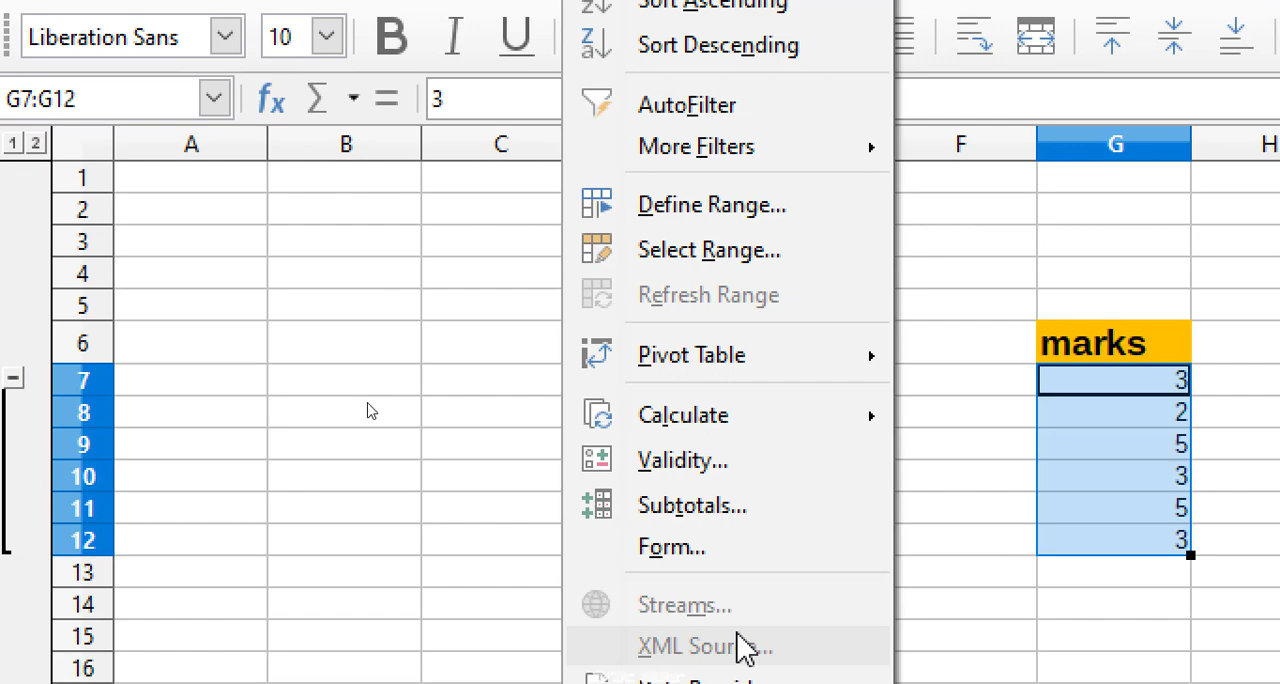 Sort Ascending
Liberation Sans 10 B I U
Sort Descending
G7:G12 fx Σ = 3
AutoFilter
1 2 A B C F G H
More Filters
1
2 Define Range...
3 Select Range...
4
5 Refresh Range
6 Pivot Table marks
7 3
8 Calculate 2
9 Validity... 5
10 3
11 Subtotals... 5
12 Form... 3
13
14 Streams...
15 XML
16